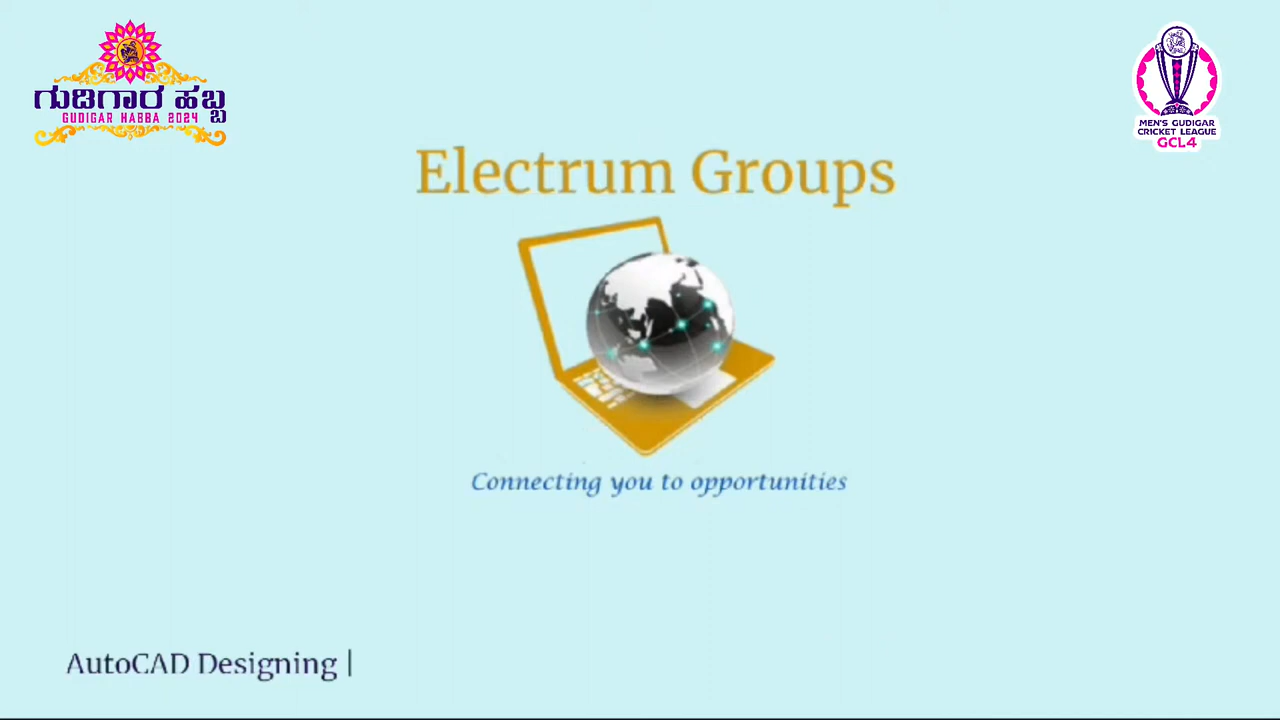 ಗುಡಿಗಾರ ಹಬ್ಬ
GUDIGAR HABBA 2024
MEN'S GUDIGAR
CRICKET LEAGUE
GCL4
Electrum Groups
Connecting you to opportunities
AutoCAD Designing |